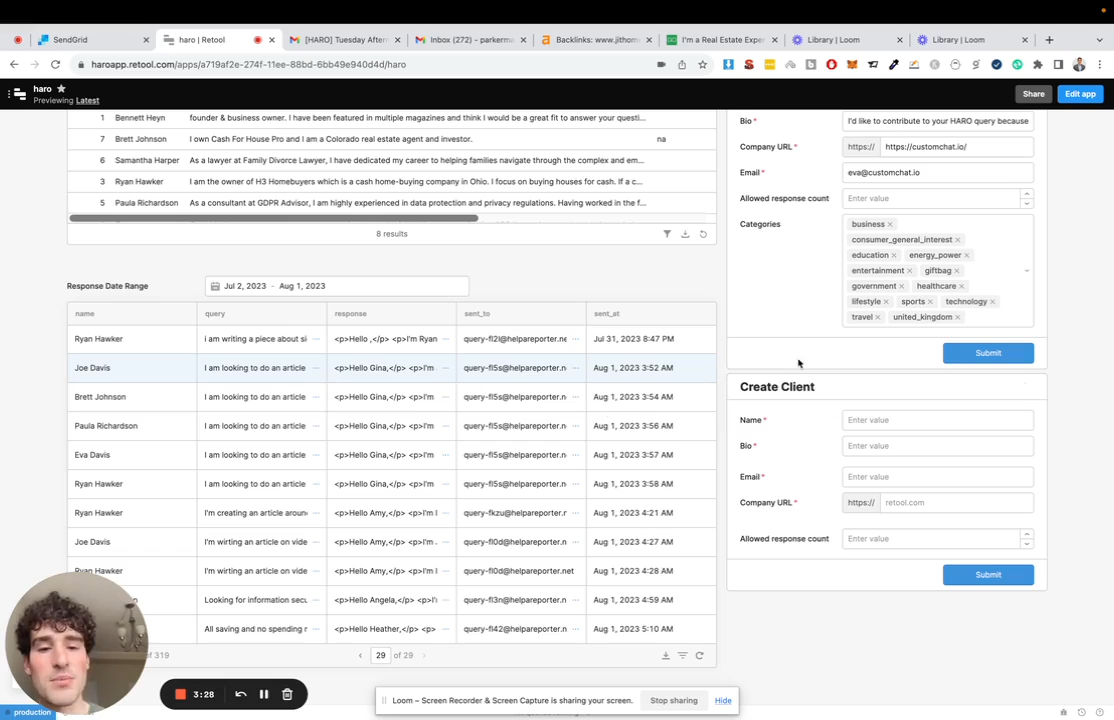 SendGrid
haro | Retool
[HARO] Tuesday Aftern
Inbox (272) - parkerma
Backlinks: www.jithome
I'm a Real Estate Exper
Library | Loom
Library | Loom
haroapp.retool.com/apps/a719af2e-274f-11ee-88bd-6bb49e940d4d/haro
haro
Previewing Latest
Share
Edit app
1 Bennett Heyn founder & business owner. I have been featured in multiple magazines and think I would be a great fit to answer your questi...
7 Brett Johnson I own Cash For House Pro and I am a Colorado real estate agent and investor. na
6 Samantha Harper As a lawyer at Family Divorce Lawyer, I have dedicated my career to helping families navigate through the complex and em...
3 Ryan Hawker I am the owner of H3 Homebuyers which is a cash home-buying company in Ohio. I focus on buying houses for cash. If a c...
5 Paula Richardson As a consultant at GDPR Advisor, I am highly experienced in data protection and privacy regulations. Having worked in the f...
8 results
Response Date Range Jul 2, 2023 - Aug 1, 2023
name query response sent_to sent_at
Ryan Hawker i am writing a piece about si ... <p>Hello ,</p> <p>I'm Ryan query-fl2l@helpareporter.ne ... Jul 31, 2023 8:47 PM
Joe Davis I am looking to do an article ... <p>Hello Gina,</p> <p>I'm ... query-fl5s@helpareporter.n ... Aug 1, 2023 3:52 AM
Brett Johnson I am looking to do an article ... <p>Hello Gina,</p> <p>I'm ... query-fl5s@helpareporter.n ... Aug 1, 2023 3:54 AM
Paula Richardson I am looking to do an article ... <p>Hello Gina,</p> <p>I'm ... query-fl5s@helpareporter.n ... Aug 1, 2023 3:56 AM
Eva Davis I am looking to do an article ... <p>Hello Gina,</p> <p>I'm ... query-fl5s@helpareporter.n ... Aug 1, 2023 3:57 AM
Ryan Hawker I am looking to do an article ... <p>Hello Gina,</p> <p>I'm ... query-fl5s@helpareporter.n ... Aug 1, 2023 3:58 AM
Ryan Hawker I'm creating an article aroun ... <p>Hello Amy,</p> <p>I'm I ... query-fkzu@helpareporter.r ... Aug 1, 2023 4:21 AM
Joe Davis I'm wirting an article on vide ... <p>Hello Amy,</p> <p>I'm . ... query-fl0d@helpareporter.n ... Aug 1, 2023 4:27 AM
Ryan Hawker I'm wirting an article on vide ... <p>Hello Amy,</p> <p>I'm I ... query-fl0d@helpareporter.net Aug 1, 2023 4:28 AM
Looking for information secu ... <p>Hello Angela,</p> <p>I' ... query-fl3n@helpareporter.n ... Aug 1, 2023 4:59 AM
All saving and no spending r ... <p>Hello Heather,</p> <p> ... query-fl42@helpareporter.n ... Aug 1, 2023 5:10 AM
of 319
29 of 29
Bio * I'd like to contribute to your HARO query because
Company URL * https:// https://customchat.io/
Email * eva@customchat.io
Allowed response count Enter value
Categories business
consumer_general_interest
education energy_power
entertainment giftbag
government healthcare
lifestyle sports technology
travel united_kingdom
Submit
Create Client
Name * Enter value
Bio * Enter value
Email * Enter value
Company URL * https:// retool.com
Allowed response count Enter value
Submit
3:28
Loom – Screen Recorder & Screen Capture is sharing your screen. Stop sharing Hide
production